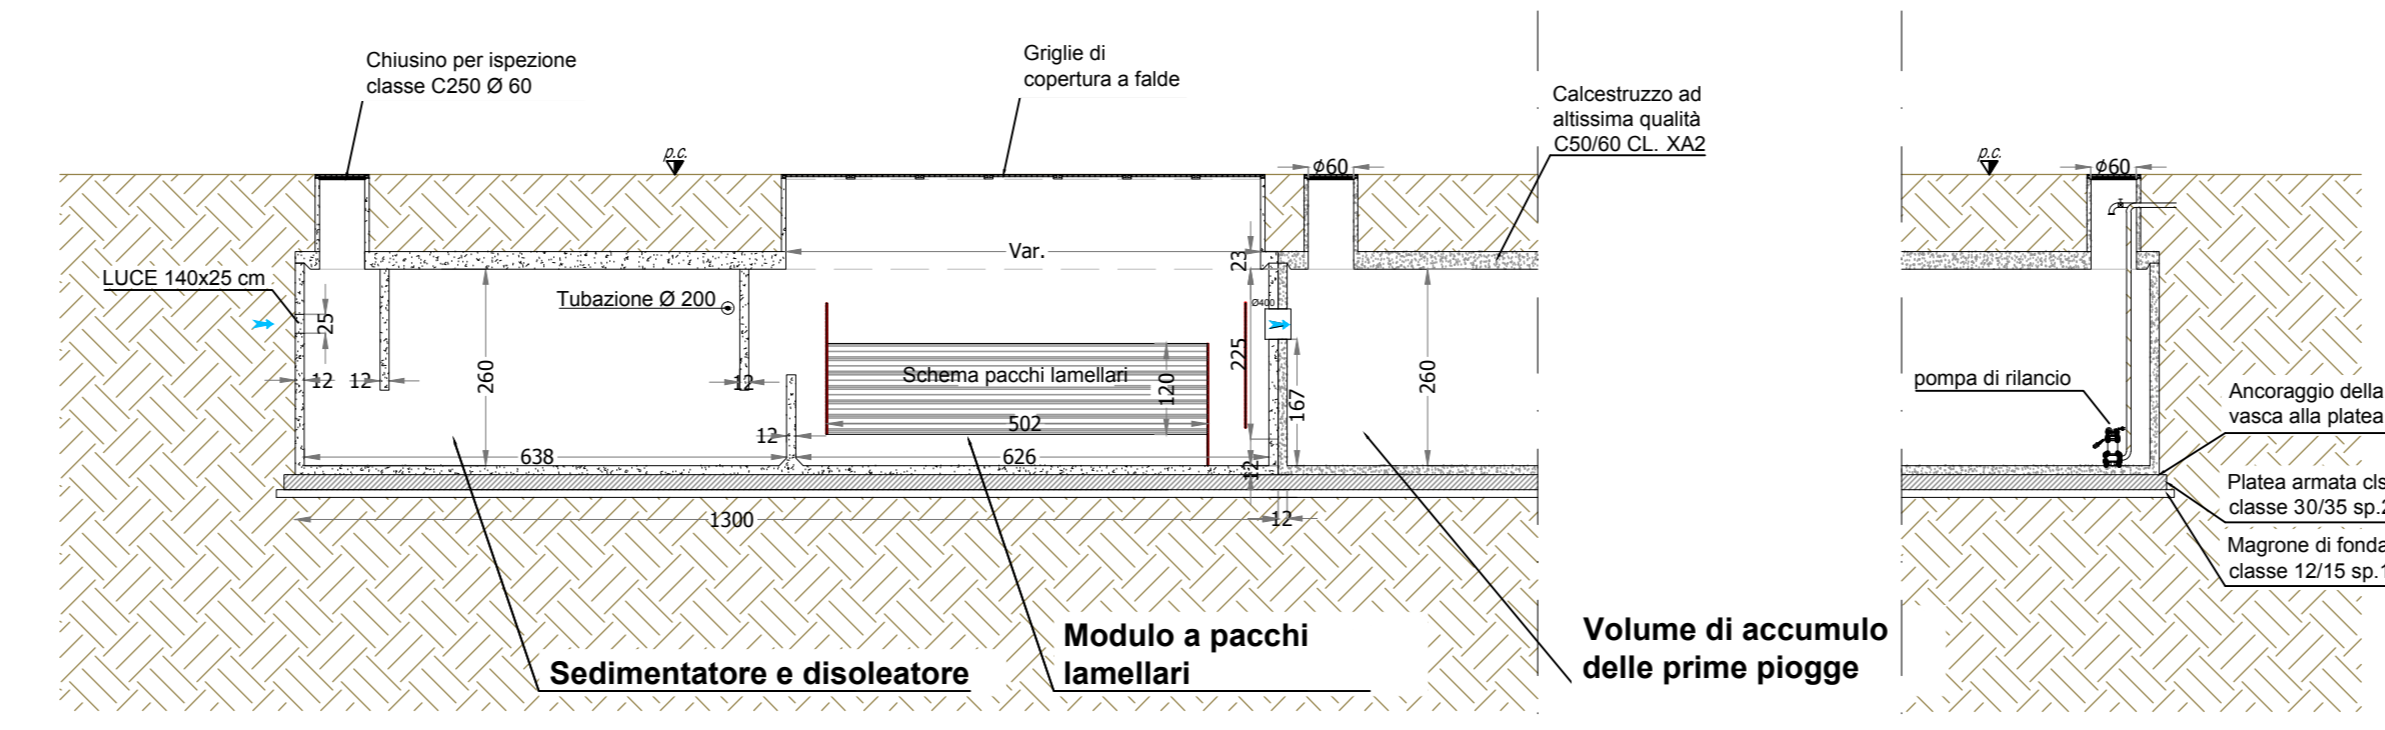 Chiusino per ispezione
classe C250 Ø 60
Griglie di
copertura a falde
Calcestruzzo ad
altissima qualità
C50/60 CL. XA2
p.c.
p.c.
ø60
ø60
Var.
23
LUCE 140x25 cm
Tubazione Ø 200
Ø400
25
12
12
260
12
Schema pacchi lamellari
120
225
167
260
pompa di rilancio
Ancoraggio della
vasca alla platea
502
12
638
626
12
Platea armata cls
classe 30/35 sp.2
1300
12
Magrone di fonda
classe 12/15 sp.1
Sedimentatore e disoleatore
Modulo a pacchi
lamellari
Volume di accumulo
delle prime piogge